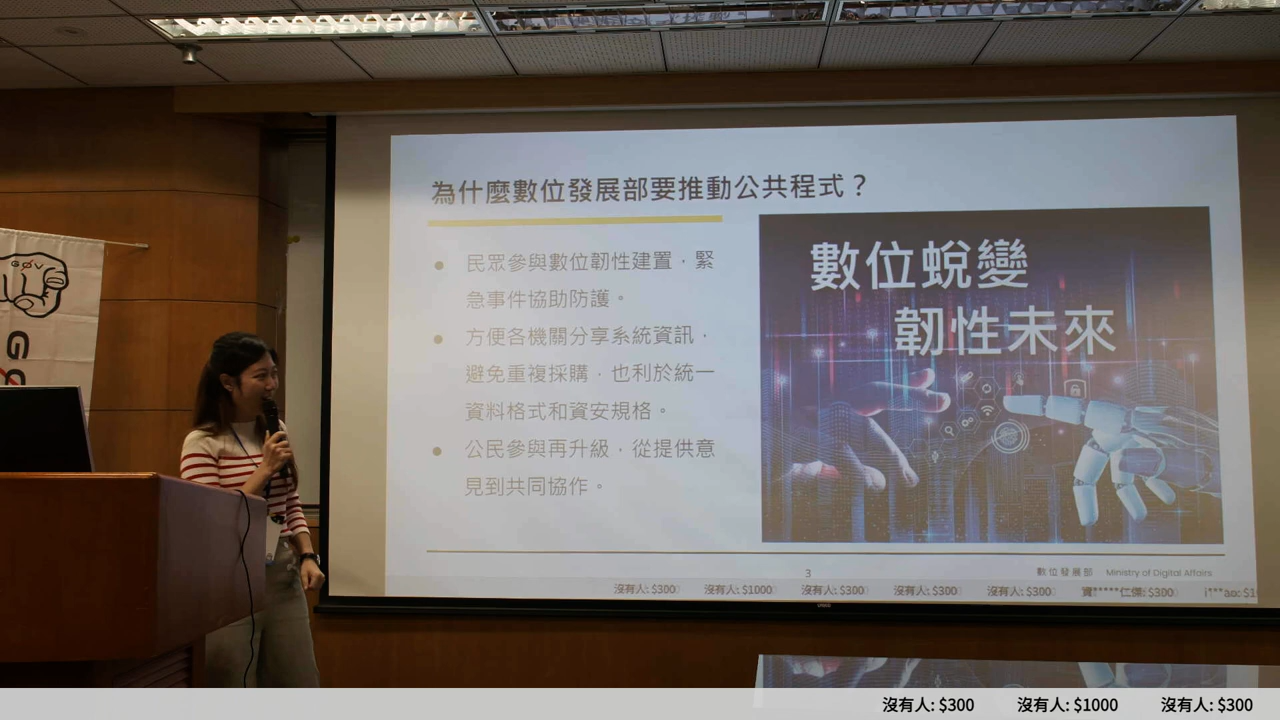 為什麼數位發展部要推動公共程式？
● 民眾參與數位韌性建置，緊
急事件協助防護。
● 方便各機關分享系統資訊，
避免重複採購，也利於統一
資料格式和資安規格。
● 公民參與再升級，從提供意
見到共同協作。
數位蛻變
韌性未來
3
數位發展部 Ministry of Digital Affairs
沒有人: $300 沒有人: $1000 沒有人: $300 沒有人: $300 沒有人: $300
G0V
沒有人: $300 沒有人: $1000 沒有人: $300